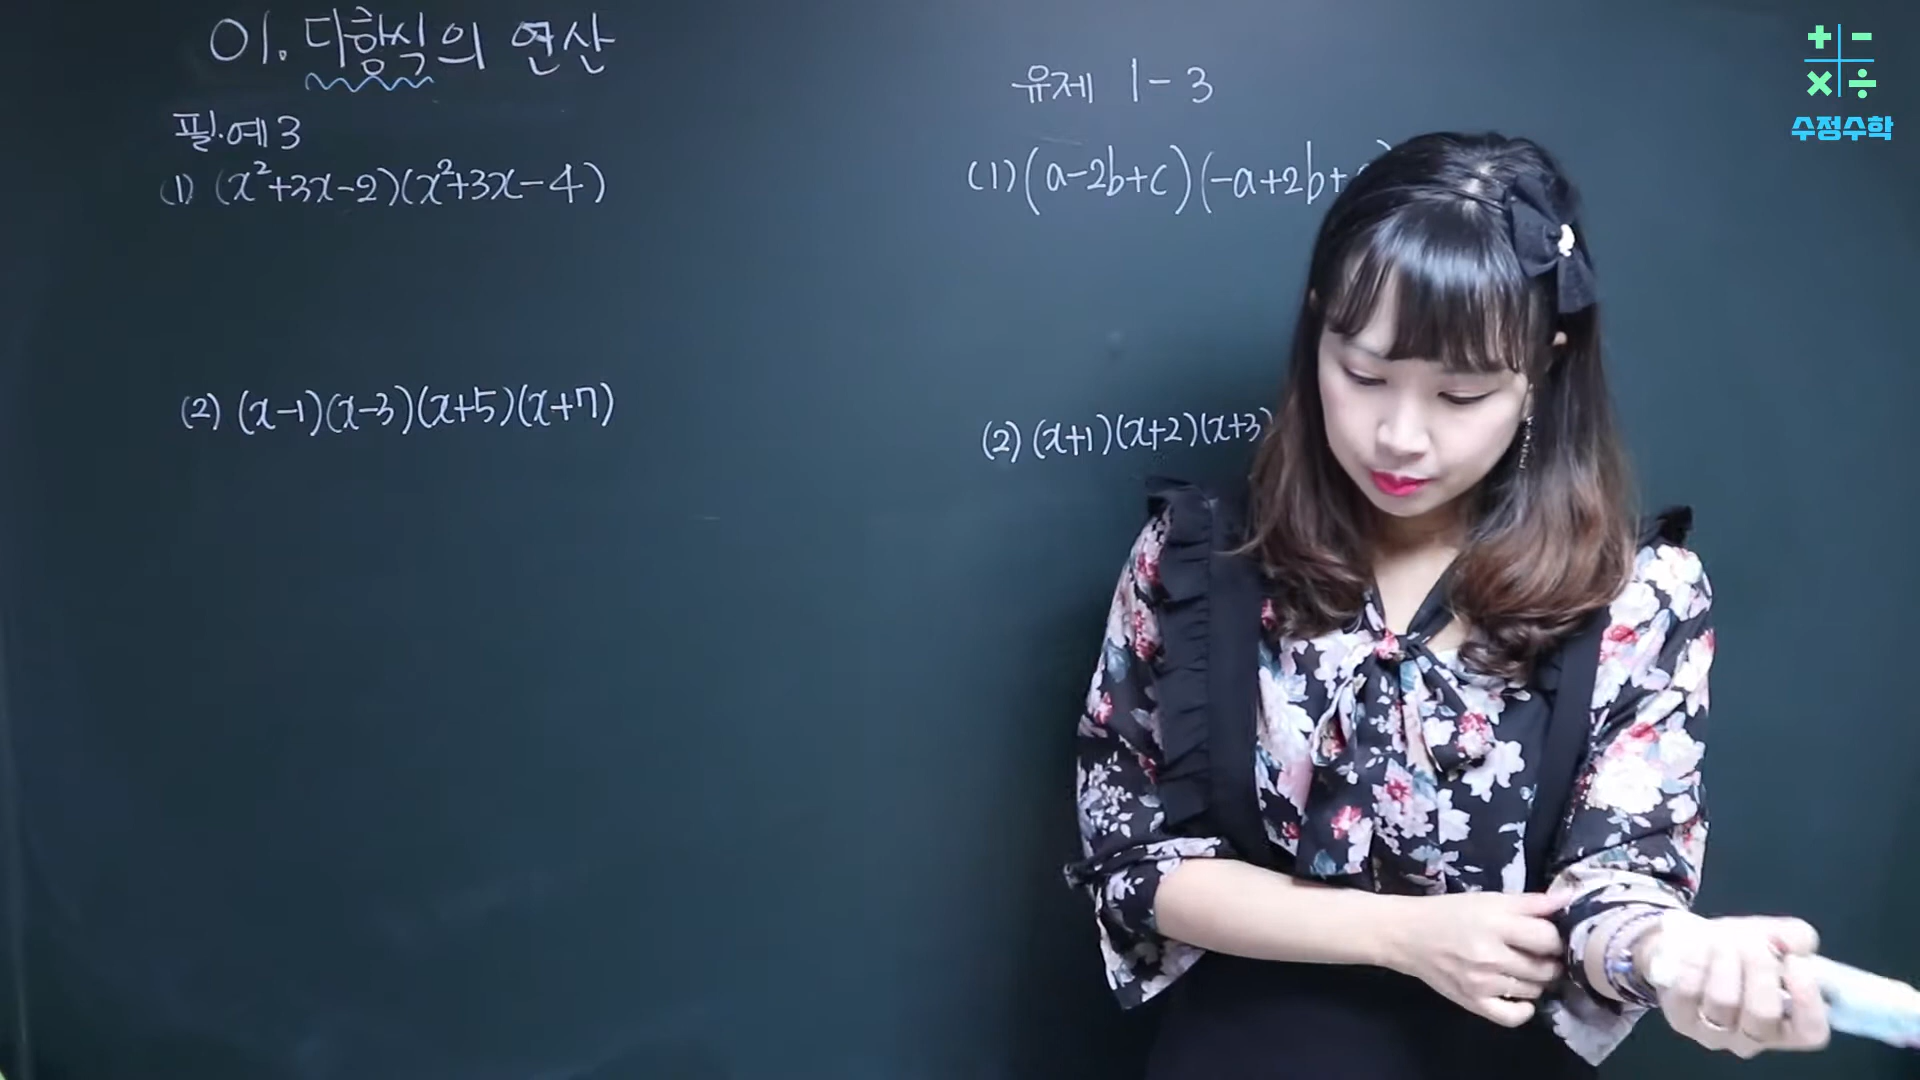 01. 다항식의 연산
필.예3
(1) (x²+3x-2)(x²+3x-4)
(2) (x-1)(x-3)(x+5)(x+7)
유제 1-3
(1) (a-2b+c)(-a+2b+
(2) (x+1)(x+2)(x+3)
+ - × ÷
수정수학